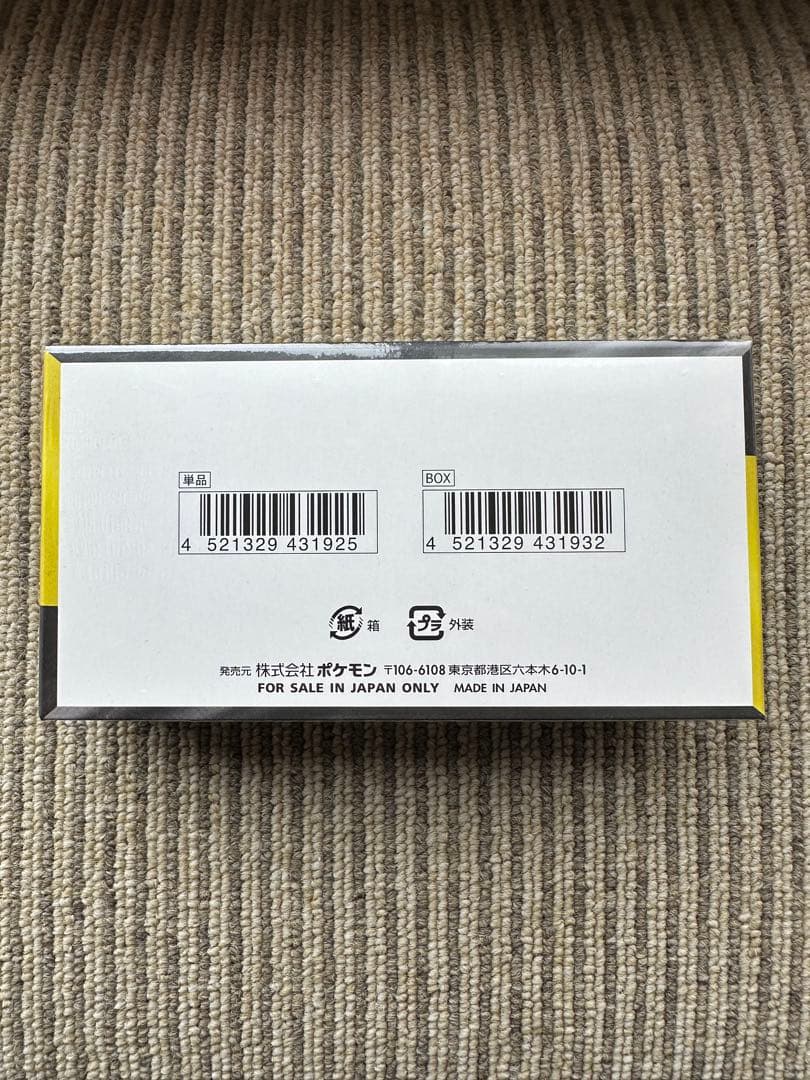 単品
BOX
4 521329 431925
4 521329 431932
紙 箱
プラ 外装
発売元 株式会社 ポケモン 〒106-6108 東京都港区六本木6-10-1
FOR SALE IN JAPAN ONLY MADE IN JAPAN